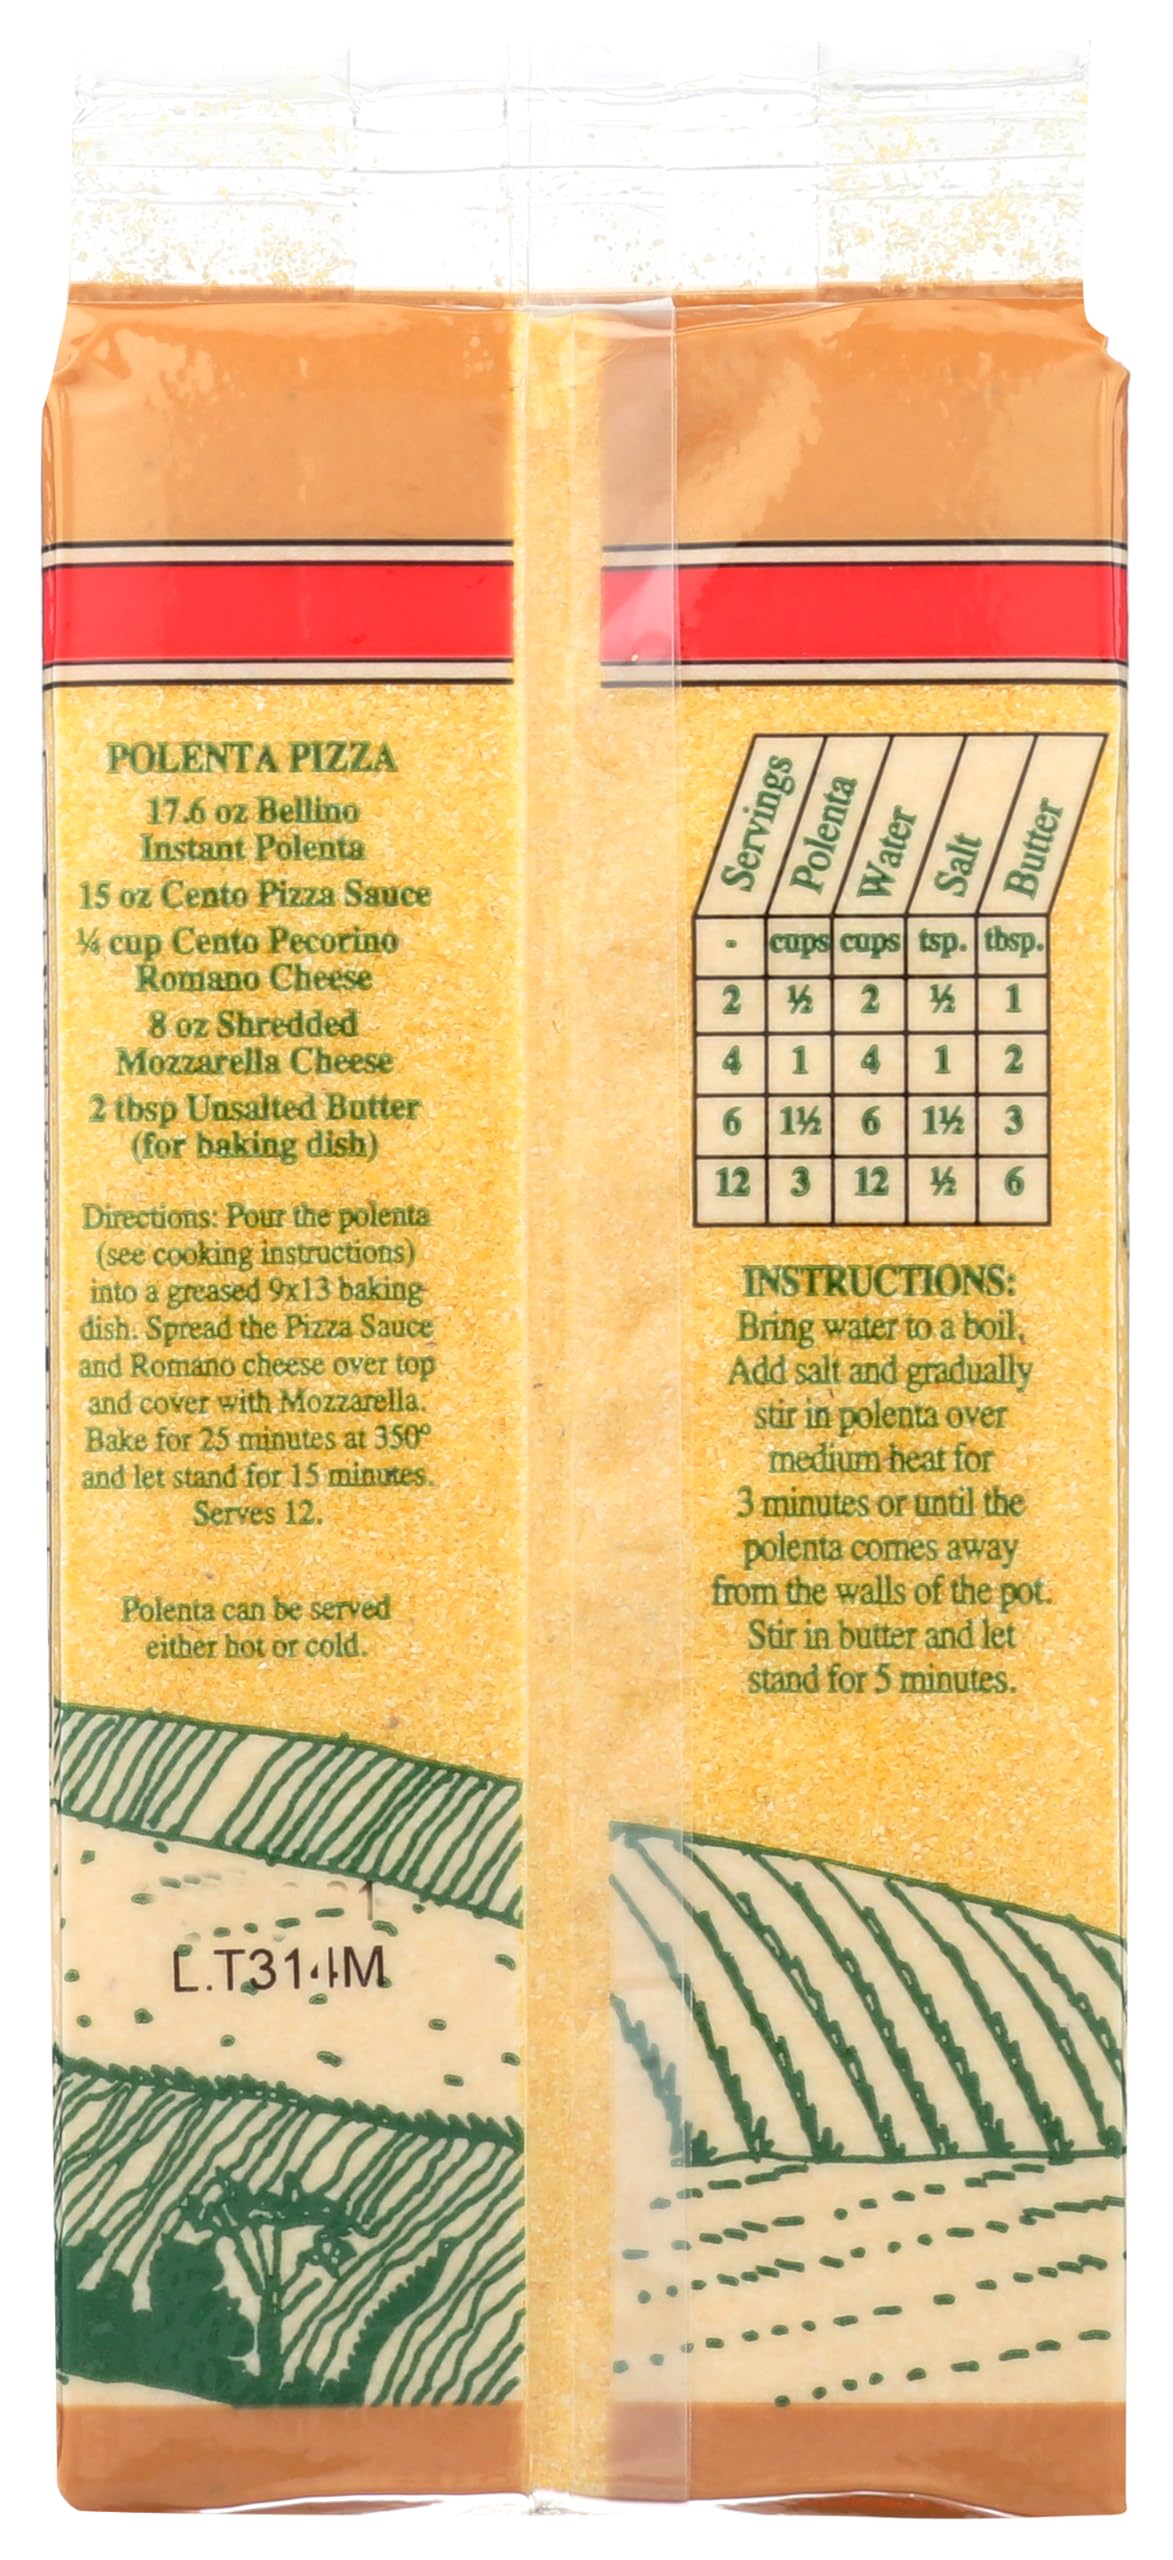 POLENTA PIZZA
17.6 oz Bellino
Instant Polenta
15 oz Cento Pizza Sauce
¼ cup Cento Pecorino
Romano Cheese
8 oz Shredded
Mozzarella Cheese
2 tbsp Unsalted Butter
(for baking dish)
Directions: Pour the polenta
(see cooking instructions)
into a greased 9x13 baking
dish. Spread the Pizza Sauce
and Romano cheese over top
and cover with Mozzarella.
Bake for 25 minutes at 350°
and let stand for 15 minutes.
Serves 12.
Polenta can be served
either hot or cold.
L.T314M
Servings Polenta Water Salt Butter
- cups cups tsp. tbsp.
2 ½ 2 ½ 1
4 1 4 1 2
6 1½ 6 1½ 3
12 3 12 ½ 6
INSTRUCTIONS:
Bring water to a boil.
Add salt and gradually
stir in polenta over
medium heat for
3 minutes or until the
polenta comes away
from the walls of the pot.
Stir in butter and let
stand for 5 minutes.